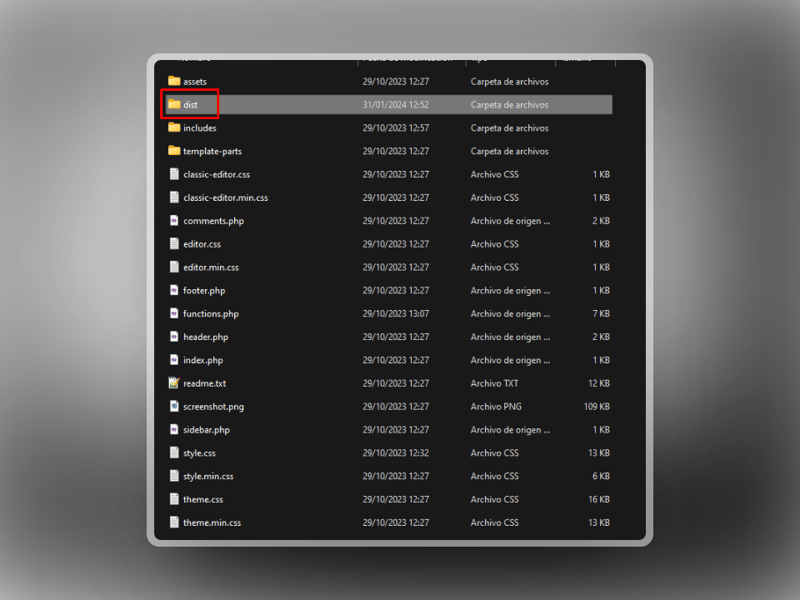 assets 29/10/2023 12:27 Carpeta de archivos
dist 31/01/2024 12:52 Carpeta de archivos
includes 29/10/2023 12:57 Carpeta de archivos
template-parts 29/10/2023 12:27 Carpeta de archivos
classic-editor.css 29/10/2023 12:27 Archivo CSS 1 KB
classic-editor.min.css 29/10/2023 12:27 Archivo CSS 1 KB
comments.php 29/10/2023 12:27 Archivo de origen ... 2 KB
editor.css 29/10/2023 12:27 Archivo CSS 1 KB
editor.min.css 29/10/2023 12:27 Archivo CSS 1 KB
footer.php 29/10/2023 12:27 Archivo de origen ... 1 KB
functions.php 29/10/2023 13:07 Archivo de origen ... 7 KB
header.php 29/10/2023 12:27 Archivo de origen ... 2 KB
index.php 29/10/2023 12:27 Archivo de origen ... 1 KB
readme.txt 29/10/2023 12:27 Archivo TXT 12 KB
screenshot.png 29/10/2023 12:27 Archivo PNG 109 KB
sidebar.php 29/10/2023 12:27 Archivo de origen ... 1 KB
style.css 29/10/2023 12:32 Archivo CSS 13 KB
style.min.css 29/10/2023 12:27 Archivo CSS 6 KB
theme.css 29/10/2023 12:27 Archivo CSS 16 KB
theme.min.css 29/10/2023 12:27 Archivo CSS 13 KB